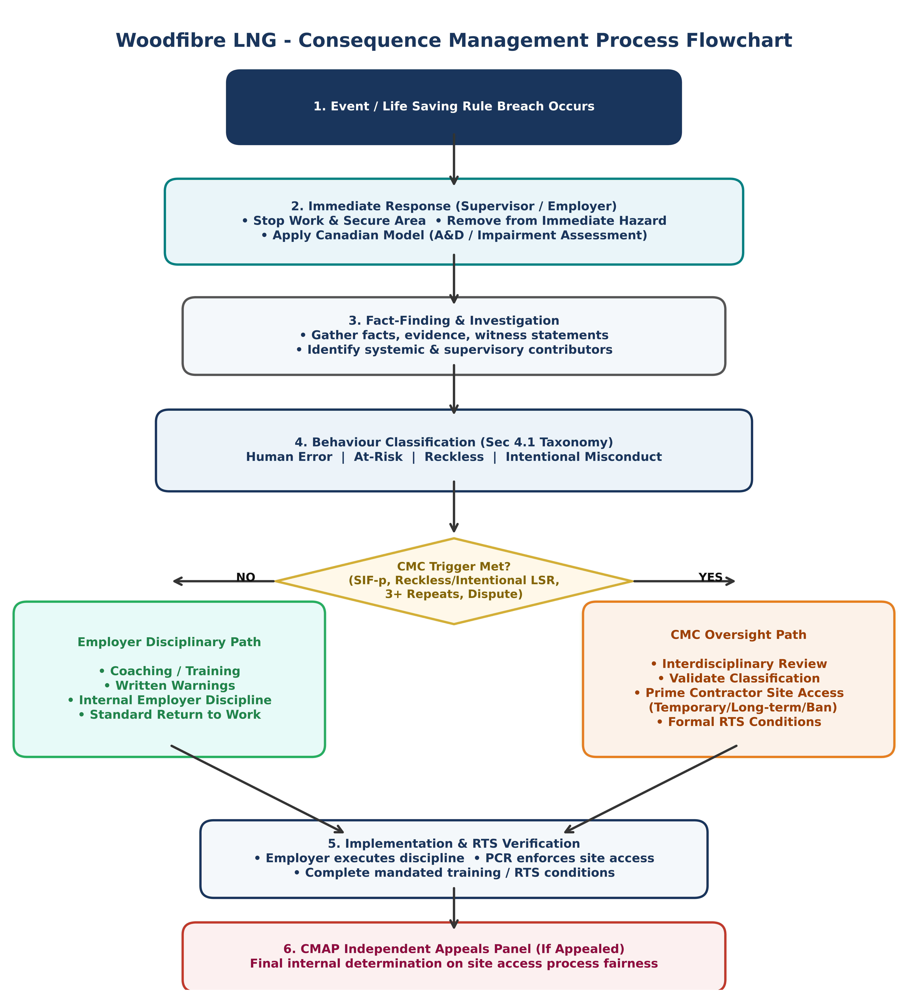 Woodfibre LNG - Consequence Management Process Flowchart
1. Event / Life Saving Rule Breach Occurs
2. Immediate Response (Supervisor / Employer)
• Stop Work & Secure Area • Remove from Immediate Hazard
• Apply Canadian Model (A&D / Impairment Assessment)
3. Fact-Finding & Investigation
• Gather facts, evidence, witness statements
• Identify systemic & supervisory contributors
4. Behaviour Classification (Sec 4.1 Taxonomy)
Human Error | At-Risk | Reckless | Intentional Misconduct
CMC Trigger Met?
(SIF-p, Reckless/Intentional LSR,
3+ Repeats, Dispute)
NO
YES
Employer Disciplinary Path
• Coaching / Training
• Written Warnings
• Internal Employer Discipline
• Standard Return to Work
CMC Oversight Path
• Interdisciplinary Review
• Validate Classification
• Prime Contractor Site Access
(Temporary/Long-term/Ban)
• Formal RTS Conditions
5. Implementation & RTS Verification
• Employer executes discipline • PCR enforces site access
• Complete mandated training / RTS conditions
6. CMAP Independent Appeals Panel (If Appealed)
Final internal determination on site access process fairness